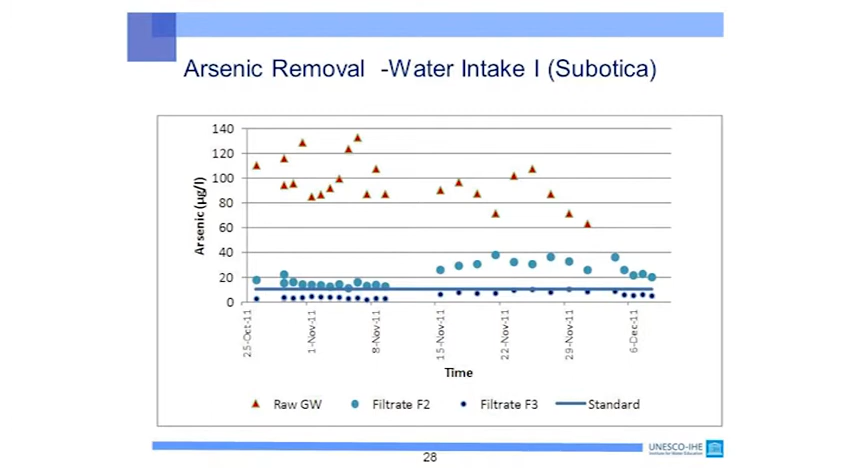 Arsenic Removal -Water Intake I (Subotica)
140
120
100
80
60
40
20
0
Arsenic (µg/l)
25-Oct-11
1-Nov-11
8-Nov-11
15-Nov-11
22-Nov-11
29-Nov-11
6-Dec-11
Time
Raw GW Filtrate F2 Filtrate F3 Standard
UNESCO-IHE
Institute for Water Education
28